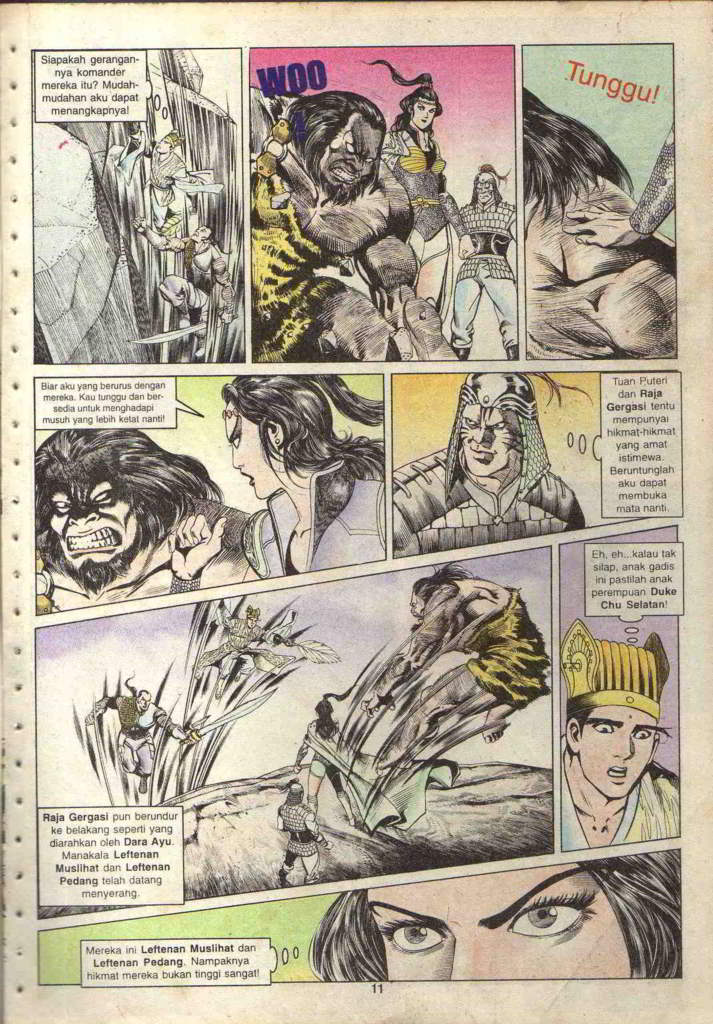 Siapakah gerangan-
nya komander
mereka itu? Mudah-
mudahan aku dapat
menangkapnya!
WOO
Tunggu!
Biar aku yang berurus dengan
mereka. Kau tunggu dan ber-
sedia untuk menghadapi
musuh yang lebih ketat nanti!
Tuan Puteri
dan Raja
Gergasi tentu
mempunyai
hikmat-hikmat
yang amat
istimewa.
Beruntunglah
aku dapat
membuka
mata nanti.
Raja Gergasi pun berundur
ke belakang seperti yang
diarahkan oleh Dara Ayu.
Manakala Leftenan
Muslihat dan Leftenan
Pedang telah datang
menyerang.
Eh, eh...kalau tak
silap, anak gadis
ini pastilah anak
perempuan Duke
Chu Selatan!
Mereka ini Leftenan Muslihat dan
Leftenan Pedang. Nampaknya
hikmat mereka bukan tinggi sangat!
11